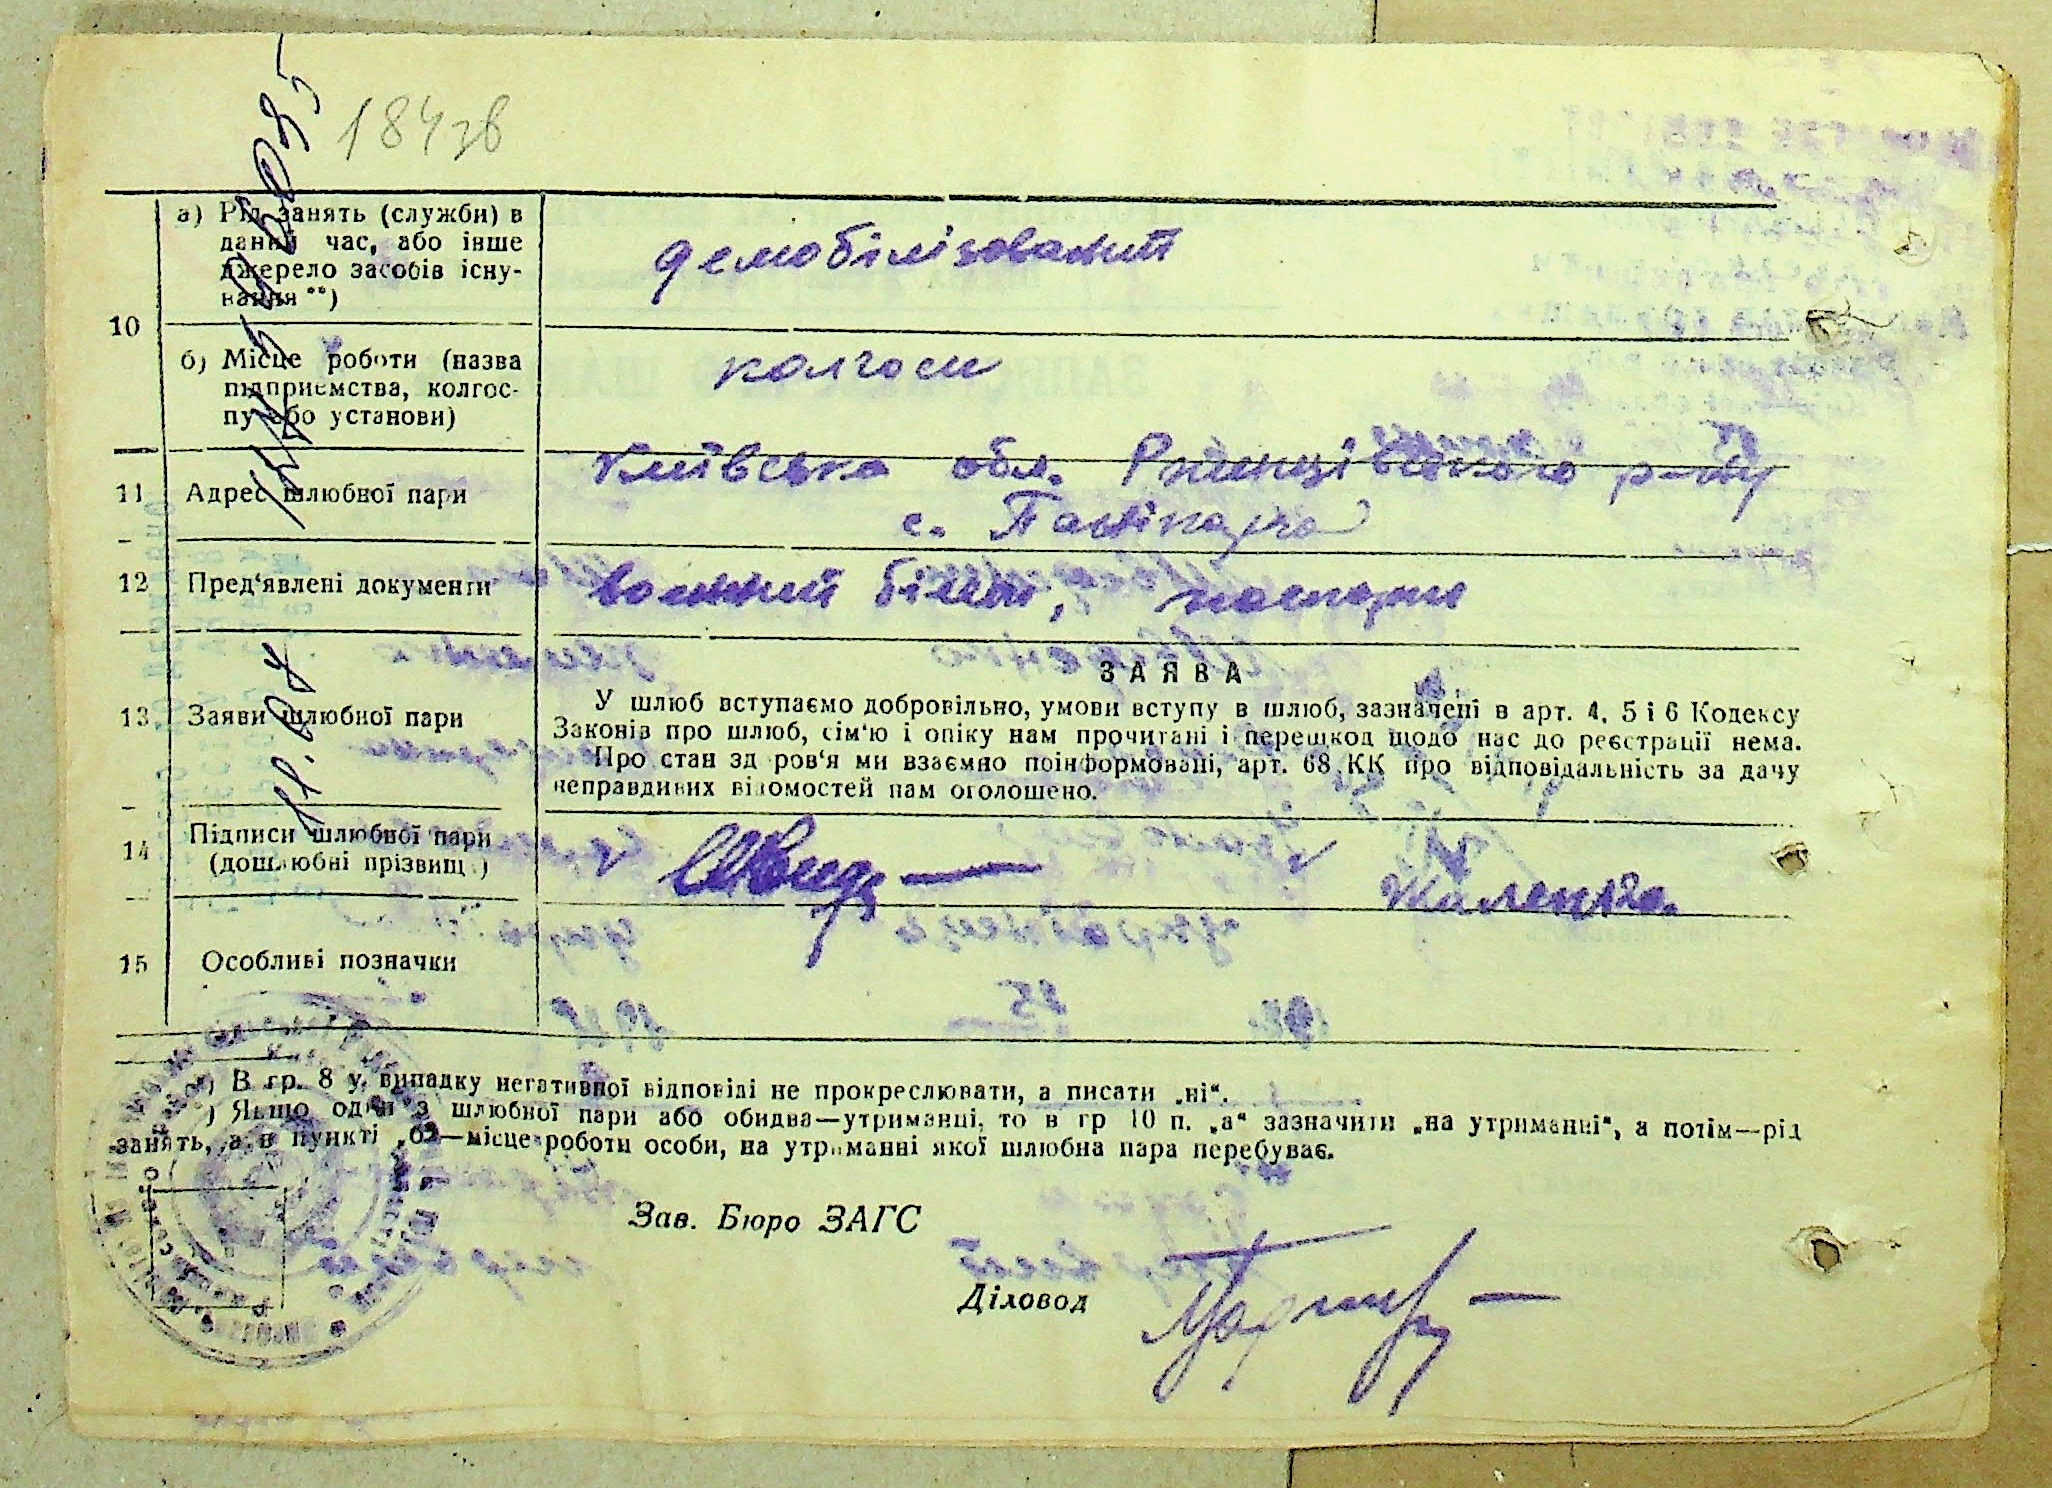 184 зв
а) Рід занять (служби) в
даний час, або інше
джерело засобів існу-
вання **)
демобілізований
10
б) Місце роботи (назва
підприємства, колгос-
пу або установи)
колгосп
11
Адрес шлюбної пари
Київська обл. Ржищівського р-ну
с.
12
Пред‘явлені документи
воєнний білет, паспорт
13
Заяви шлюбної пари
ЗАЯВА
У шлюб вступаємо добровільно, умови вступу в шлюб, зазначені в арт. 4, 5 і 6 Кодексу
Законів про шлюб, сім‘ю і опіку нам прочитані і перешкод щодо нас до реєстрації нема.
Про стан здоров‘я ми взаємно поінформовані, арт. 68 КК про відповідальність за дачу
неправдивих відомостей нам оголошено.
14
Підписи шлюбної пари
(дошлюбні прізвищ.)
15
Особливі позначки
*) В гр. 8 у випадку негативної відповіді не прокреслювати, а писати „ні“.
) Якщо один з шлюбної пари або обидва—утриманці, то в гр 10 п. „а“ зазначити „на утриманні“, а потім—рід
занять, а в пункті „б“—місце роботи особи, на утриманні якої шлюбна пара перебуває.
Зав. Бюро ЗАГС
Діловод